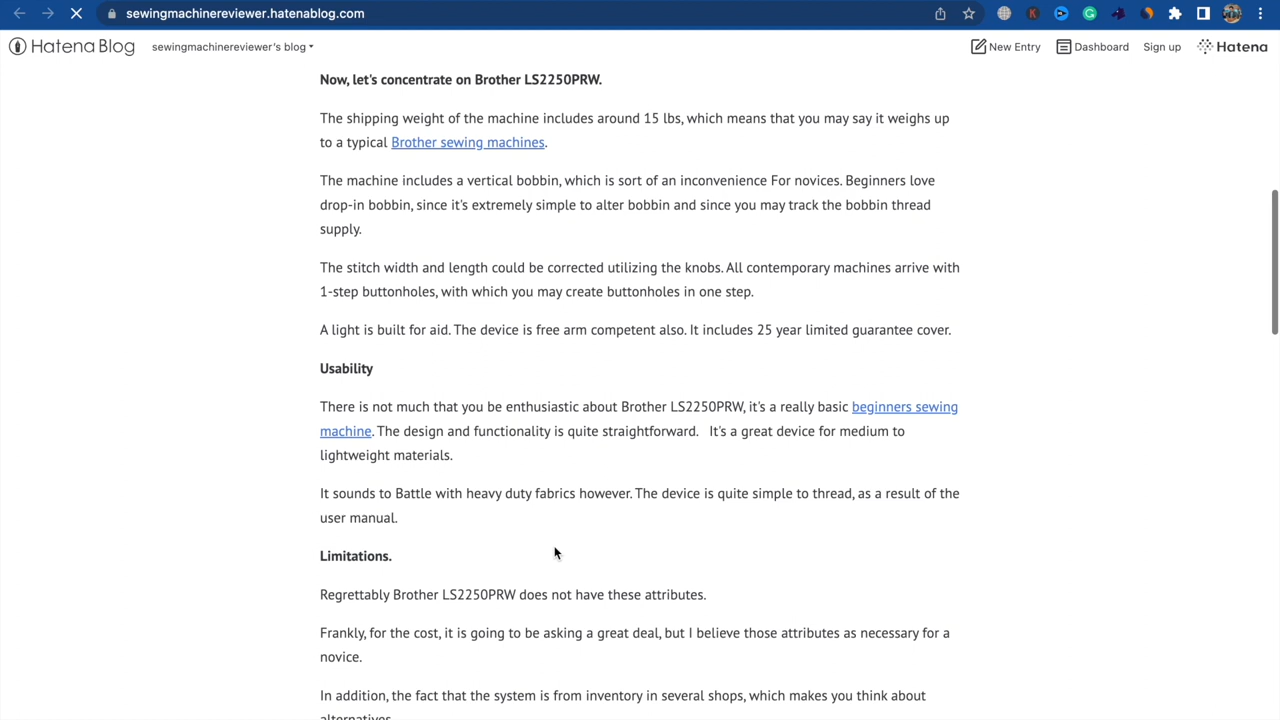 sewingmachinereviewer.hatenablog.com
Hatena Blog
sewingmachinereviewer's blog
New Entry
Dashboard
Sign up
Hatena
Now, let's concentrate on Brother LS2250PRW.
The shipping weight of the machine includes around 15 lbs, which means that you may say it weighs up
to a typical Brother sewing machines.
The machine includes a vertical bobbin, which is sort of an inconvenience For novices. Beginners love
drop-in bobbin, since it's extremely simple to alter bobbin and since you may track the bobbin thread
supply.
The stitch width and length could be corrected utilizing the knobs. All contemporary machines arrive with
1-step buttonholes, with which you may create buttonholes in one step.
A light is built for aid. The device is free arm competent also. It includes 25 year limited guarantee cover.
Usability
There is not much that you be enthusiastic about Brother LS2250PRW, it's a really basic beginners sewing
machine. The design and functionality is quite straightforward.   It's a great device for medium to
lightweight materials.
It sounds to Battle with heavy duty fabrics however. The device is quite simple to thread, as a result of the
user manual.
Limitations.
Regrettably Brother LS2250PRW does not have these attributes.
Frankly, for the cost, it is going to be asking a great deal, but I believe those attributes as necessary for a
novice.
In addition, the fact that the system is from inventory in several shops, which makes you think about
alternatives.